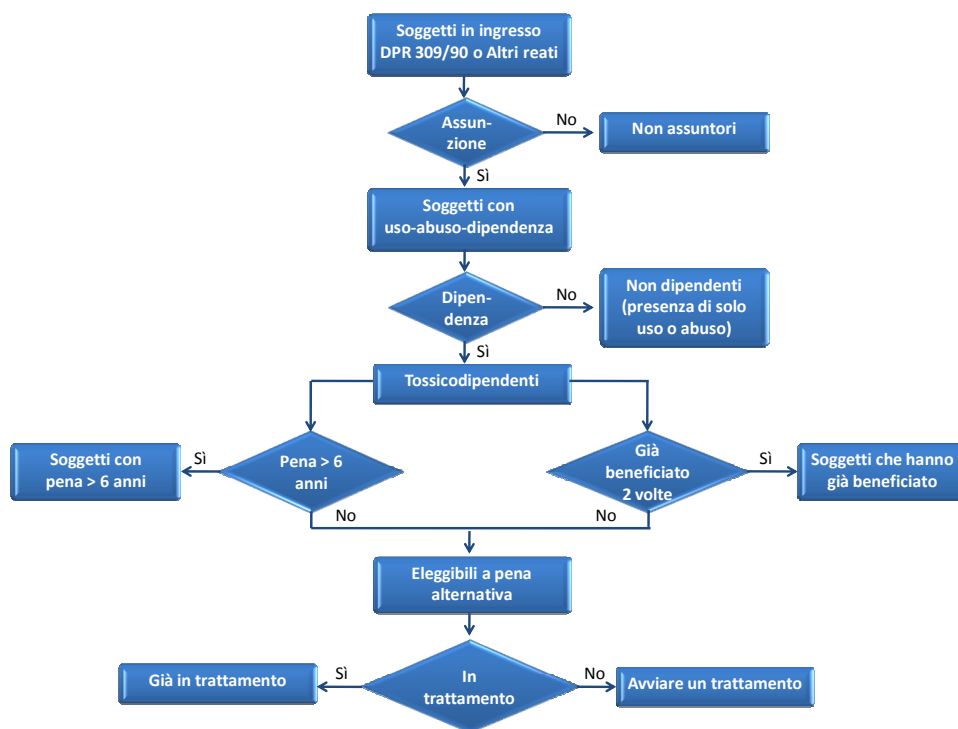 Soggetti in ingresso
DPR 309/90 o Altri reati
Assun-
zione
No
Non assuntori
Sì
Soggetti con
uso-abuso-dipendenza
Dipen-
denza
No
Non dipendenti
(presenza di solo
uso o abuso)
Sì
Tossicodipendenti
Soggetti con
pena > 6 anni
Sì
Pena > 6
anni
Già
beneficiato
2 volte
Sì
Soggetti che hanno
già beneficiato
No
No
Eleggibili a pena
alternativa
Già in trattamento
Sì
In
trattamento
No
Avviare un trattamento